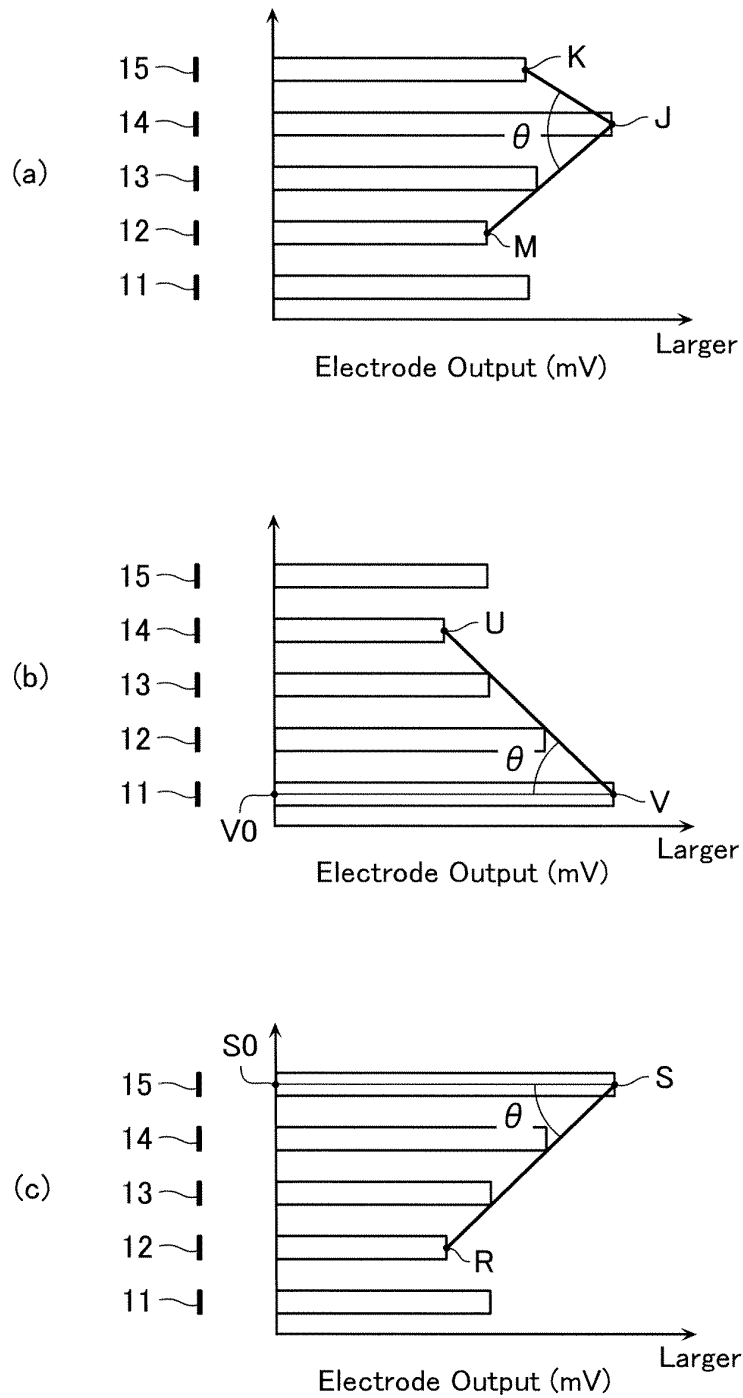 (a)
15
K
14
θ
J
13
12
M
11
Larger
Electrode Output (mV)
(b)
15
14
U
13
12
θ
11
V
V0
Larger
Electrode Output (mV)
(c)
S0
15
S
14
θ
13
12
R
11
Larger
Electrode Output (mV)